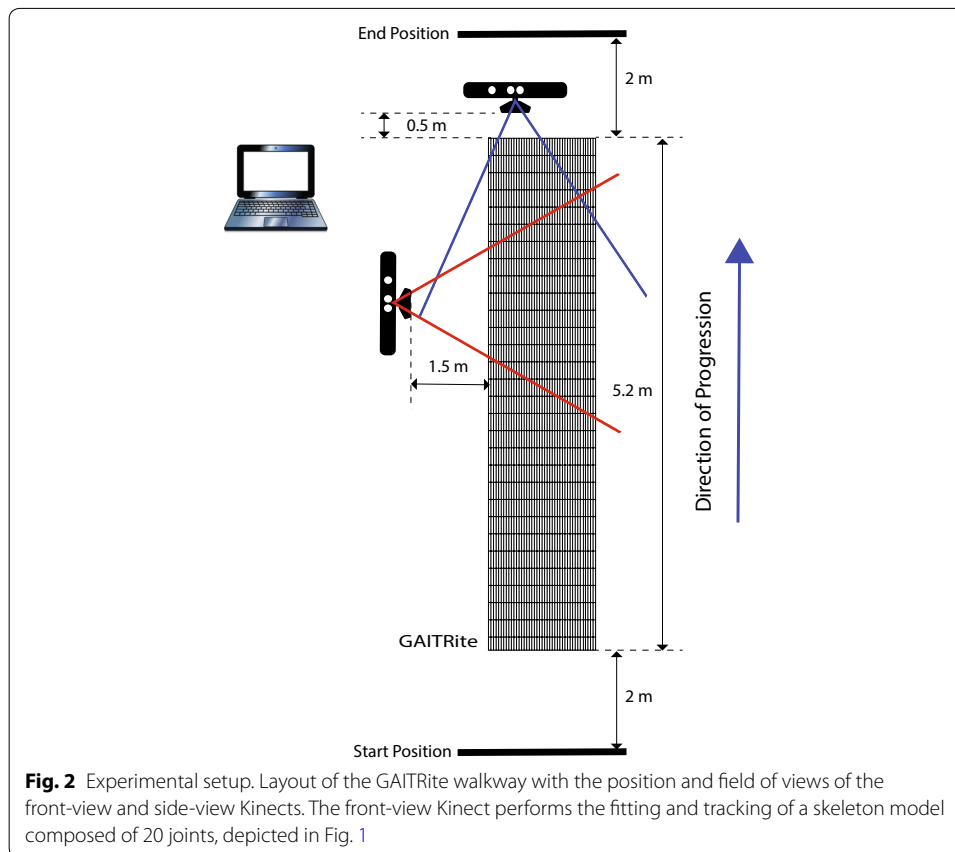 End Position
2 m
0.5 m
1.5 m
5.2 m
Direction of Progression
GAITRite
2 m
Start Position
Fig. 2 Experimental setup. Layout of the GAITRite walkway with the position and field of views of the
front-view and side-view Kinects. The front-view Kinect performs the fitting and tracking of a skeleton model
composed of 20 joints, depicted in Fig. 1